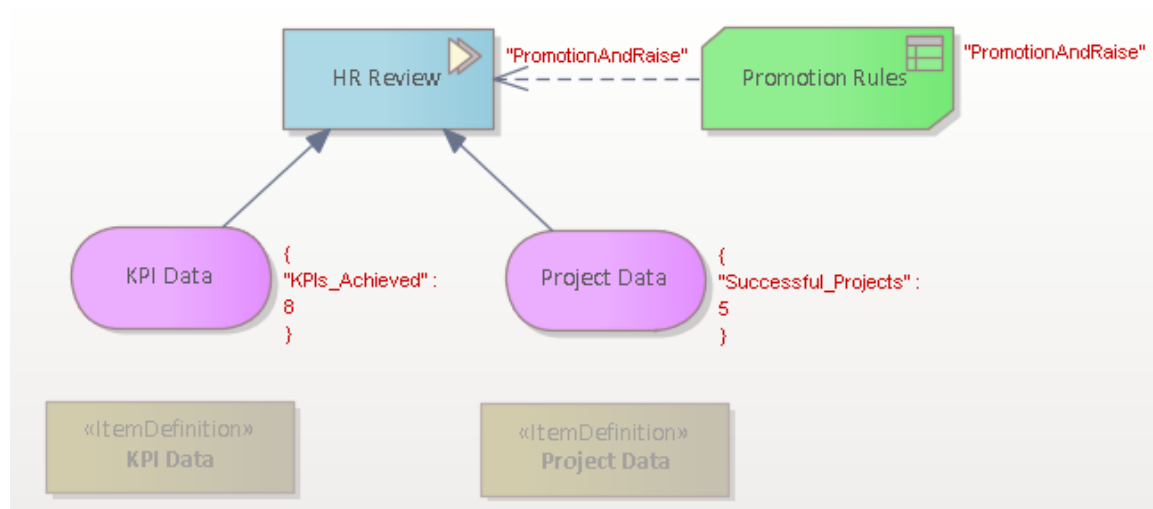 HR Review
"PromotionAndRaise"
Promotion Rules
"PromotionAndRaise"
KPI Data
{
"KPIs_Achieved" :
8
}
Project Data
{
"Successful_Projects" :
5
}
«ItemDefinition»
KPI Data
«ItemDefinition»
Project Data